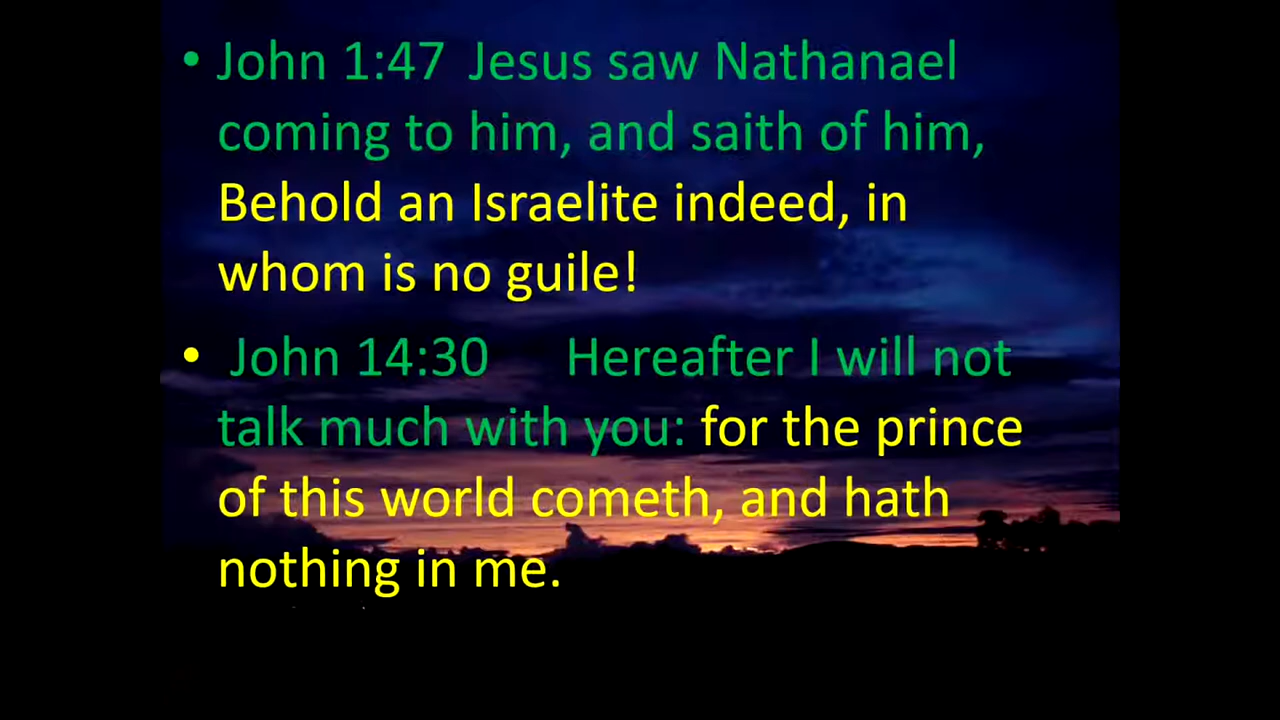 • John 1:47 Jesus saw Nathanael
coming to him, and saith of him,
Behold an Israelite indeed, in
whom is no guile!
• John 14:30 Hereafter I will not
talk much with you: for the prince
of this world cometh, and hath
nothing in me.